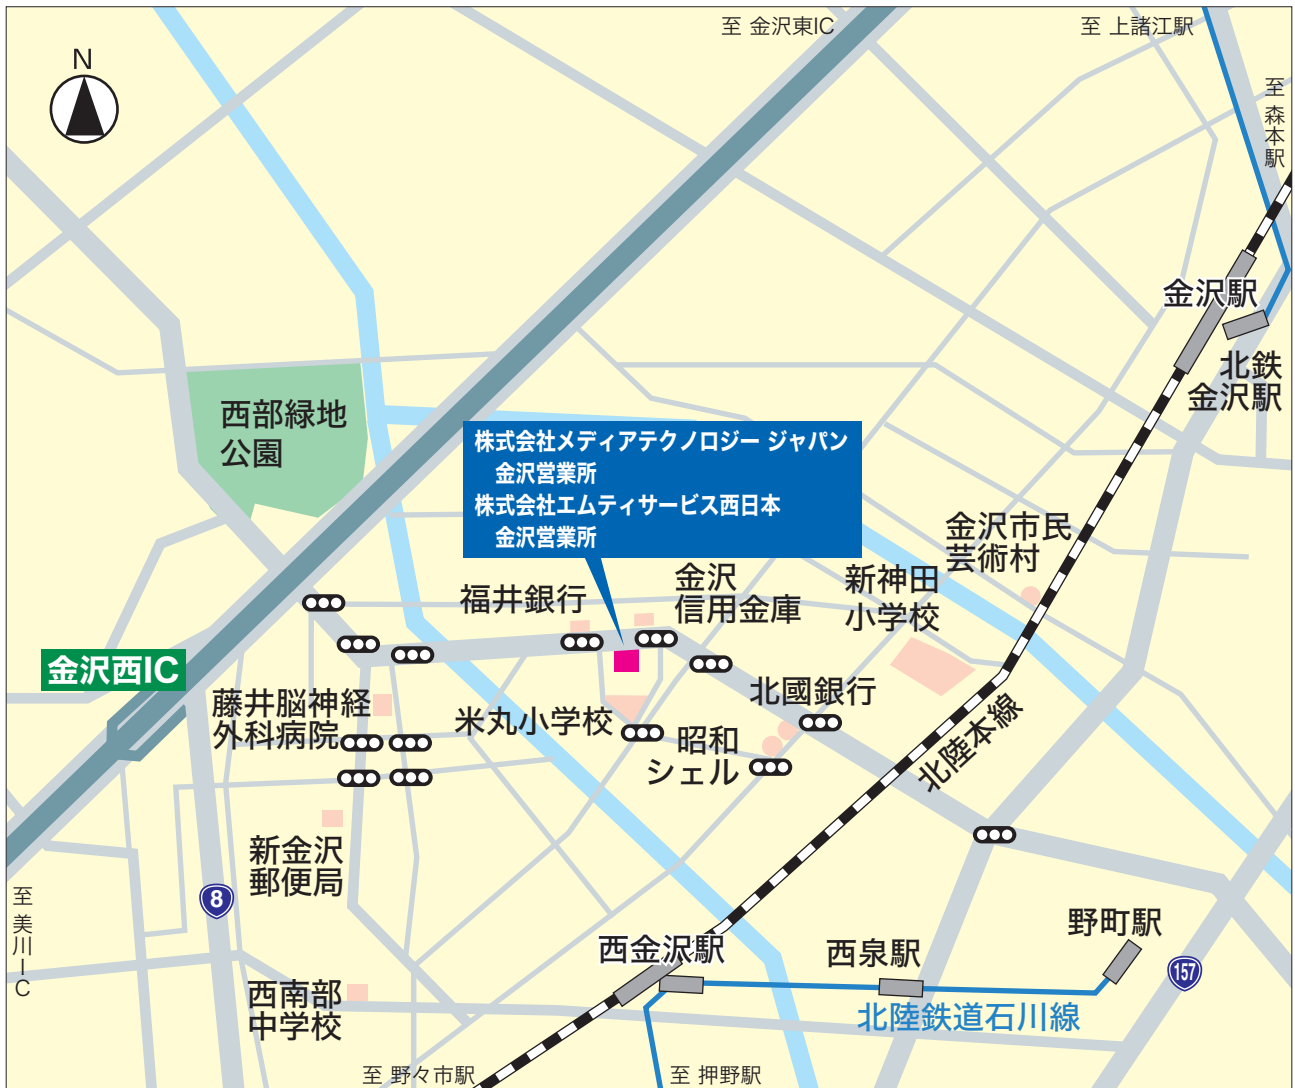 至 金沢東IC
至 上諸江駅
N
至 森本駅
金沢駅
北鉄
金沢駅
西部緑地
公園
株式会社メディアテクノロジー ジャパン
金沢営業所
株式会社エムティサービス西日本
金沢営業所
金沢市民
芸術村
金沢
信用金庫
新神田
小学校
福井銀行
金沢西IC
藤井脳神経
外科病院
米丸小学校
北國銀行
昭和
シェル
北陸本線
新金沢
郵便局
8
至 美川IC
西金沢駅
西泉駅
野町駅
157
西南部
中学校
北陸鉄道石川線
至 野々市駅
至 押野駅